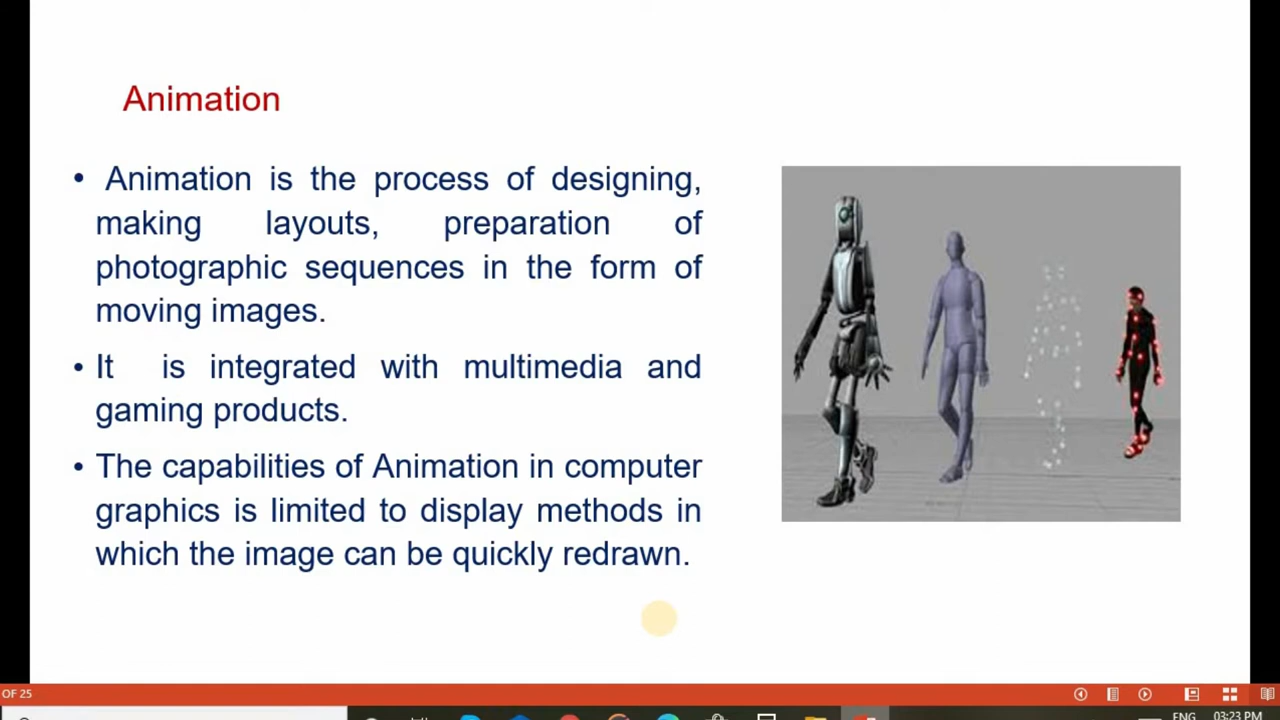 Animation
• Animation is the process of designing,
making layouts, preparation of
photographic sequences in the form of
moving images.
• It is integrated with multimedia and
gaming products.
• The capabilities of Animation in computer
graphics is limited to display methods in
which the image can be quickly redrawn.
OF 25
ENG
03:23 PM